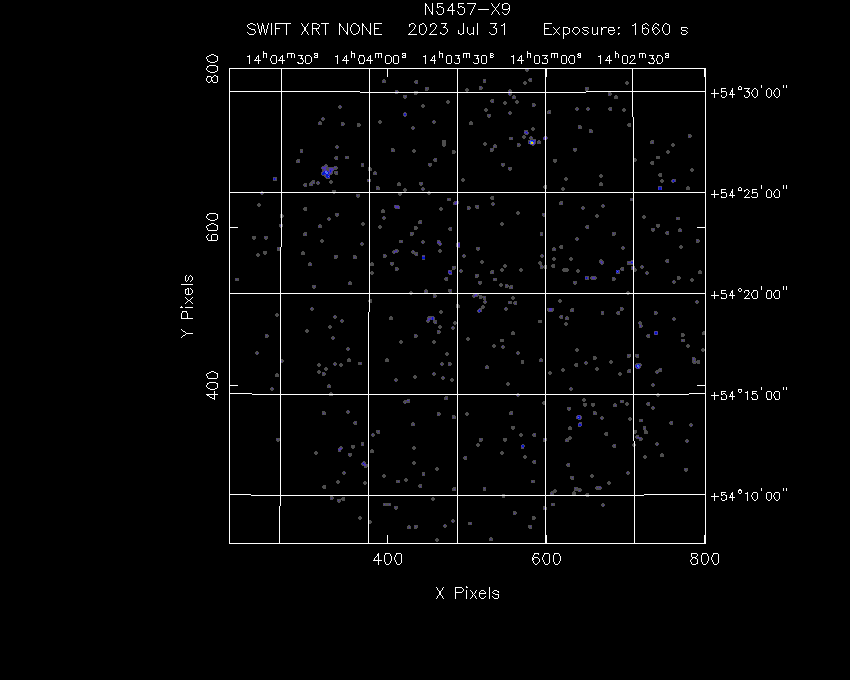 N5457-X9
SWIFT XRT NONE 2023 Jul 31 Exposure: 1660 s
14h04m30s 14h04m00s 14h03m30s 14h03m00s 14h02m30s
800
+54°30'00"
+54°25'00"
600
+54°20'00"
Y Pixels
400
+54°15'00"
+54°10'00"
400 600 800
X Pixels